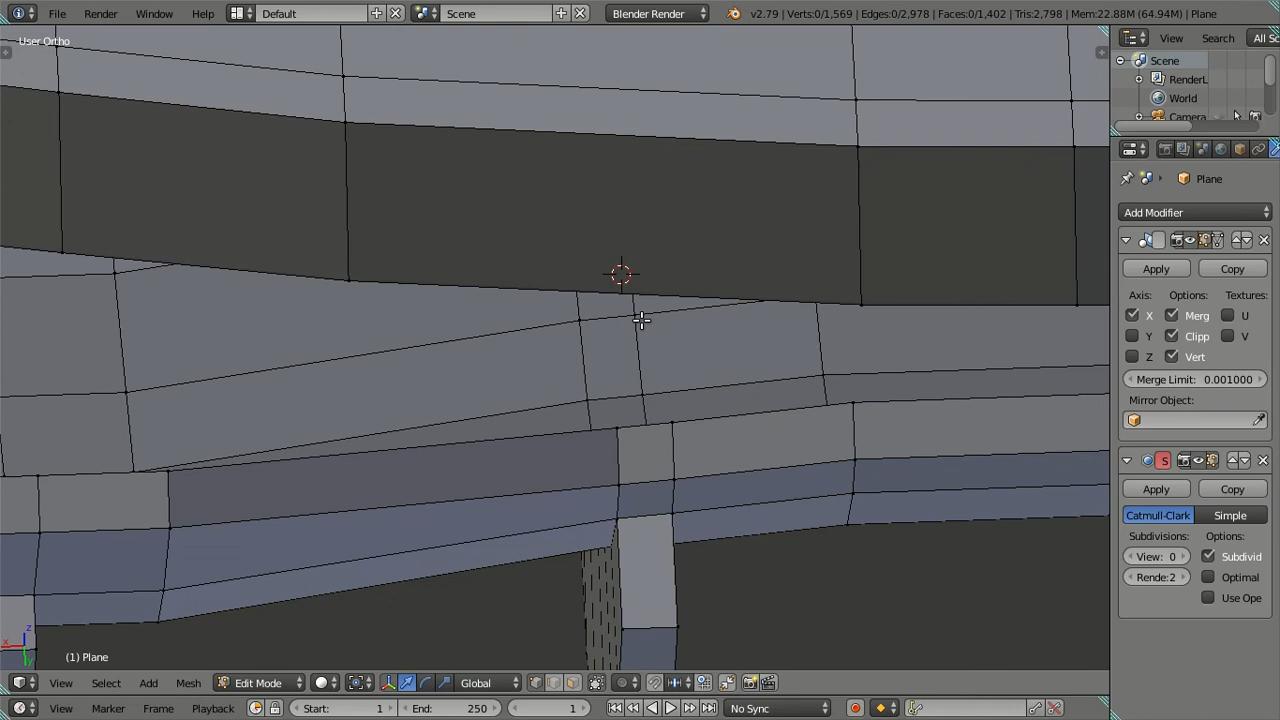 File Render Window Help Default Scene Blender Render v2.79 | Verts:0/1,569 | Edges:0/2,978 | Faces:0/1,402 | Tris:2,798 | Mem:22.88M (64.94M) | Plane
User Ortho
View Search All Sc
Scene
RenderL
World
Camera
Plane
Add Modifier
Apply Copy
Axis: Options: Textures:
X Merg U
Y Clipp V
Z Vert
Merge Limit: 0.001000
Mirror Object:
S
Apply Copy
Catmull-Clark Simple
Subdivisions: Options:
View: 0 Subdivid
Rende:2 Optimal
Use Ope
z
x
y
(1) Plane
View Select Add Mesh Edit Mode Global
View Marker Frame Playback Start: 1 End: 250 1 No Sync